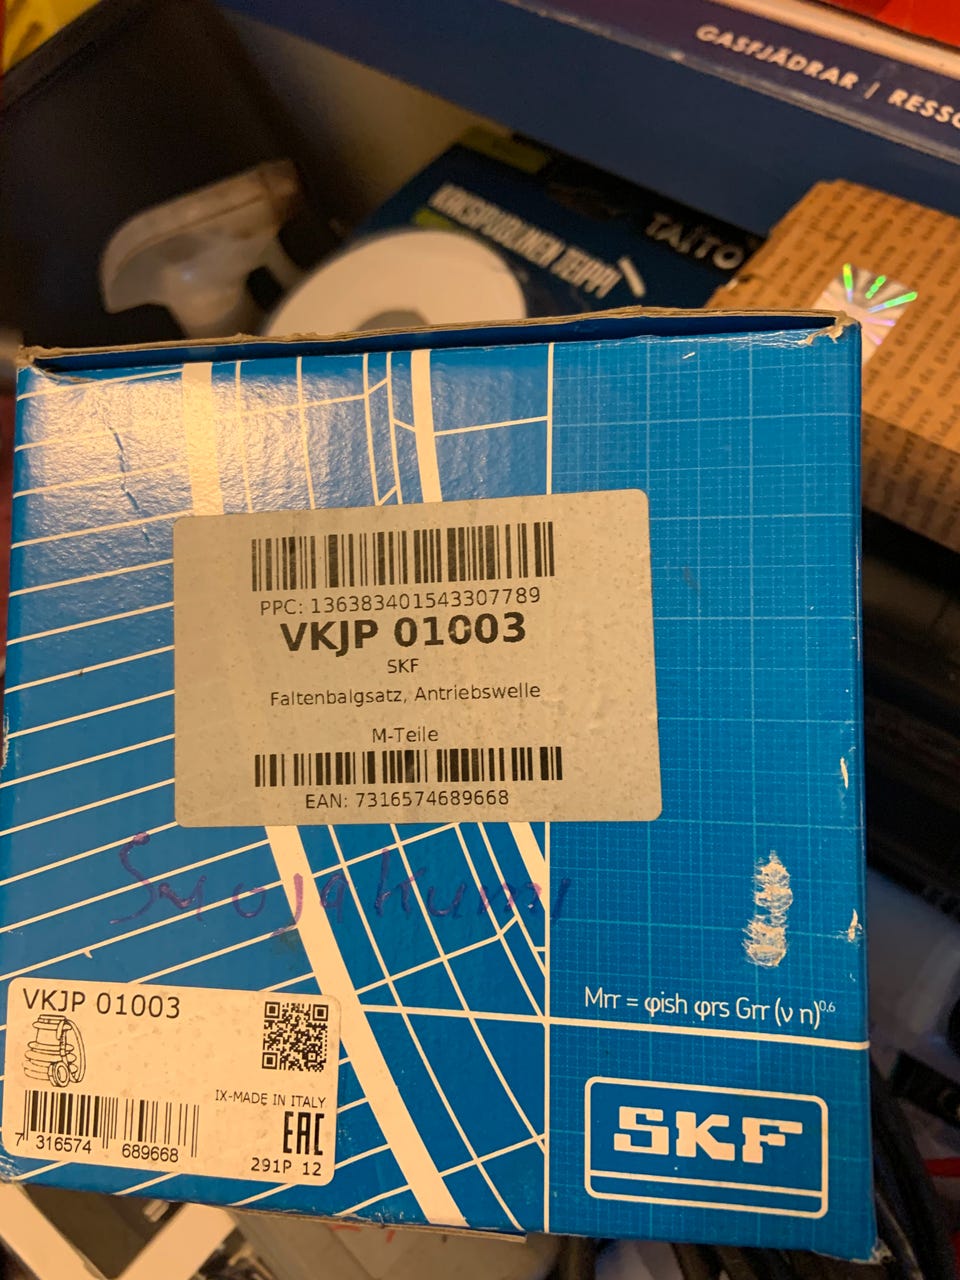 GASFJÄDRAR | RESSO
TAITO
PPC: 136383401543307789
VKJP 01003
SKF
Faltenbalgsatz, Antriebswelle
M-Teile
EAN: 7316574689668
Suojakumi
VKJP 01003
IX-MADE IN ITALY
EAC
291P 12
7 316574 689668
Mrr = φish φrs Grr (ν n)^0.6
SKF